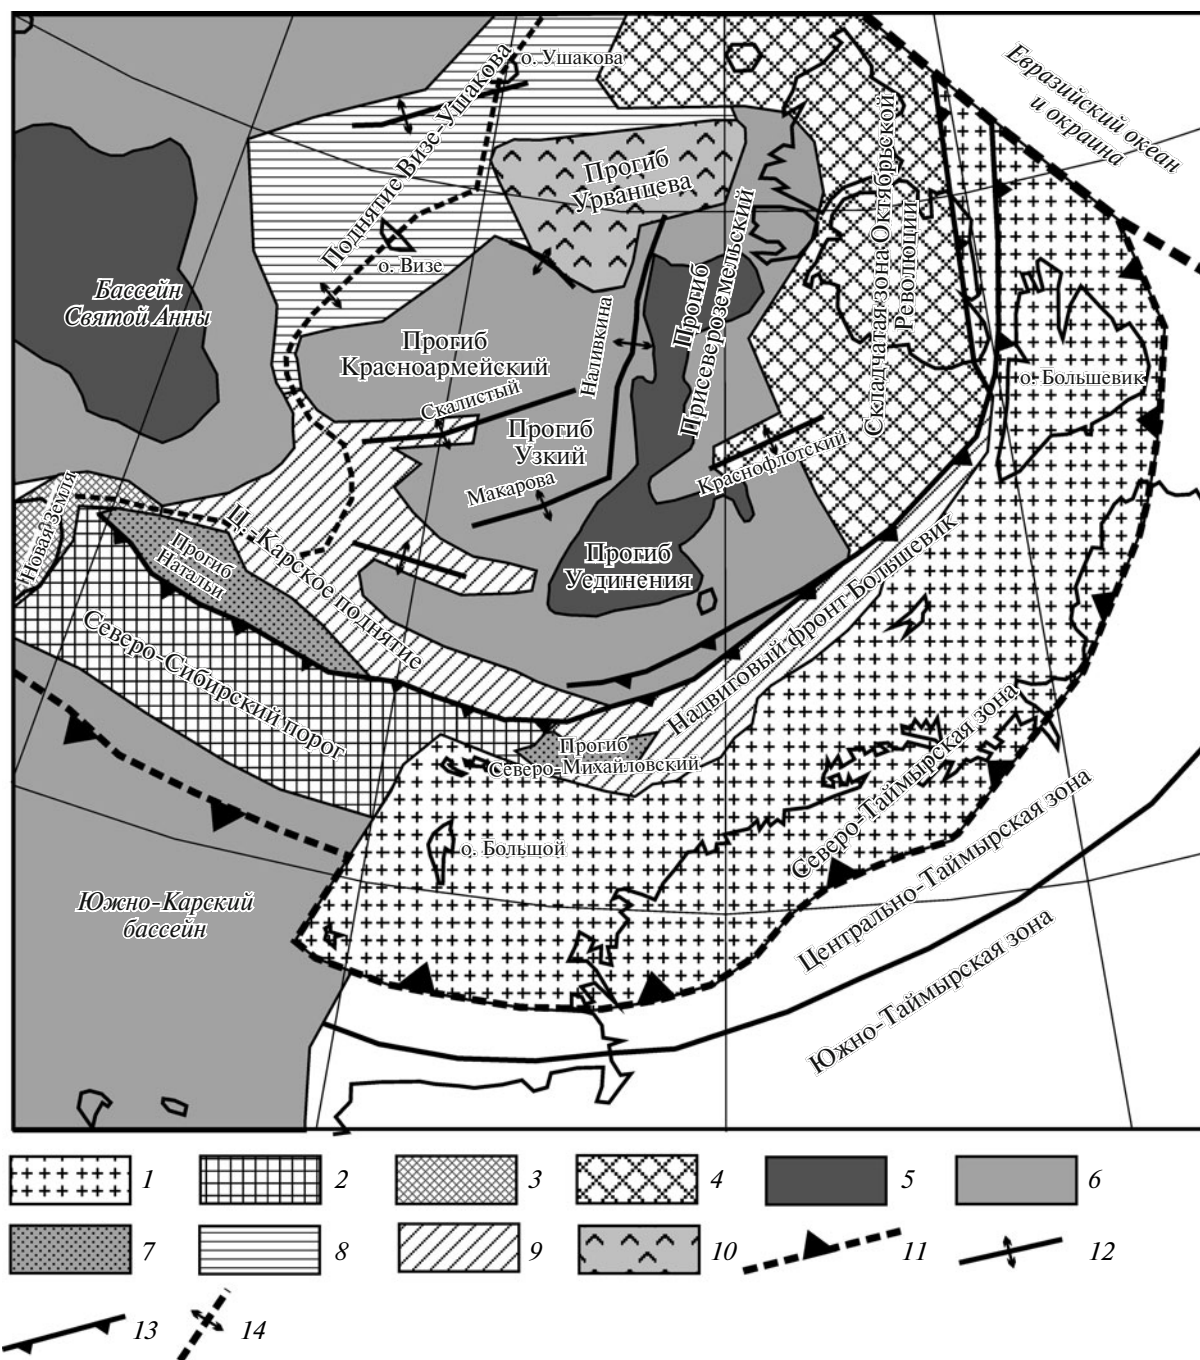 о. Ушакова
Поднятие Визе-Ушакова
Евразийский океан
и окраина
Прогиб
Урванцева
Складчатая зона Октябрьской
Революции
Прогиб
Присевероземельский
о. Визе
Бассейн
Святой Анны
Наливкина
Прогиб
Красноармейский
Скалистый
о. Большевик
Прогиб
Узкий
Краснофлотский
Макарова
Новая Земля
Ц.-Карское поднятие
Прогиб
Натальи
Прогиб
Уединения
Надвиговый фронт Большевик
Северо-Сибирский порог
Прогиб
Северо-Михайловский
Северо-Таймырская зона
о. Большой
Центрально-Таймырская зона
Южно-Карский
бассейн
Южно-Таймырская зона
1
2
3
4
5
6
7
8
9
10
11
12
13
14